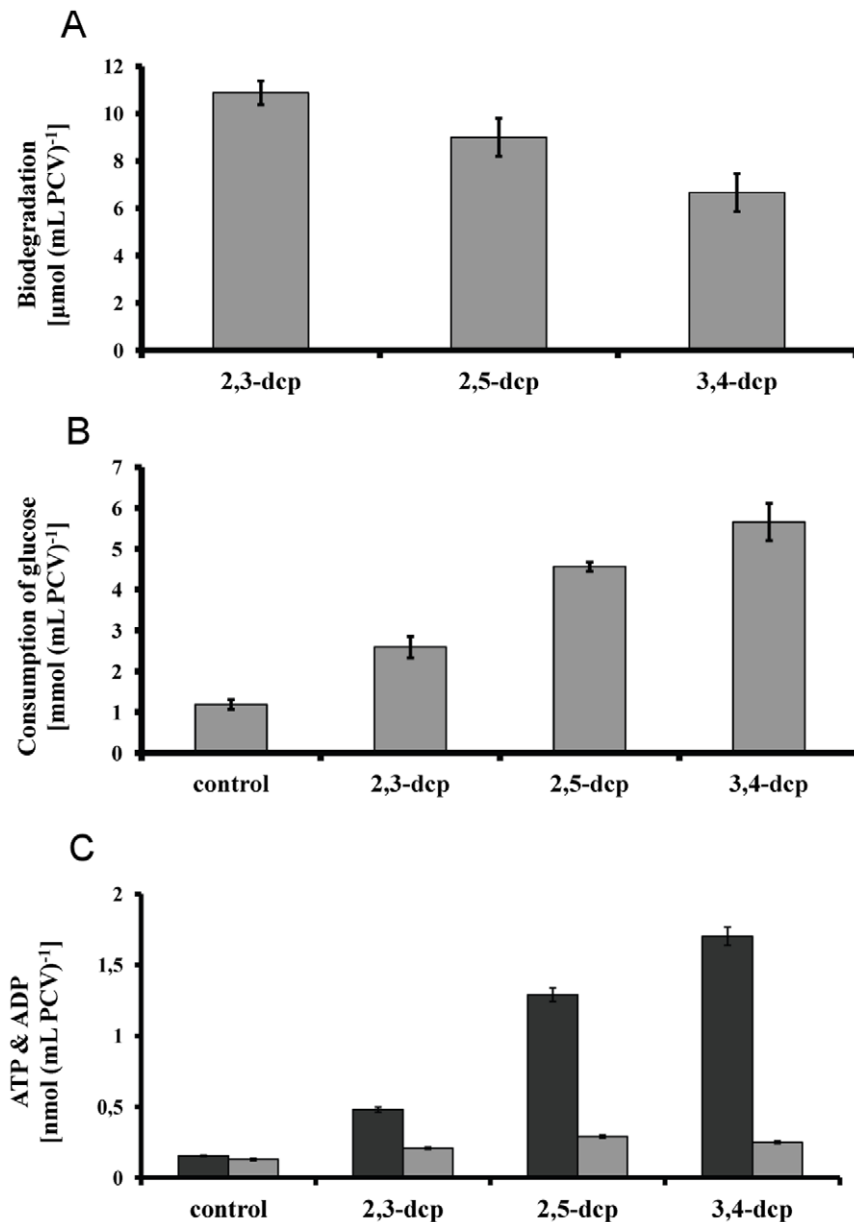 A
Biodegradation
[µmol (mL PCV)⁻¹]
12
10
8
6
4
2
0
2,3-dcp 2,5-dcp 3,4-dcp
B
Consumption of glucose
[mmol (mL PCV)⁻¹]
7
6
5
4
3
2
1
0
control 2,3-dcp 2,5-dcp 3,4-dcp
C
ATP & ADP
[nmol (mL PCV)⁻¹]
2
1,5
1
0,5
0
control 2,3-dcp 2,5-dcp 3,4-dcp